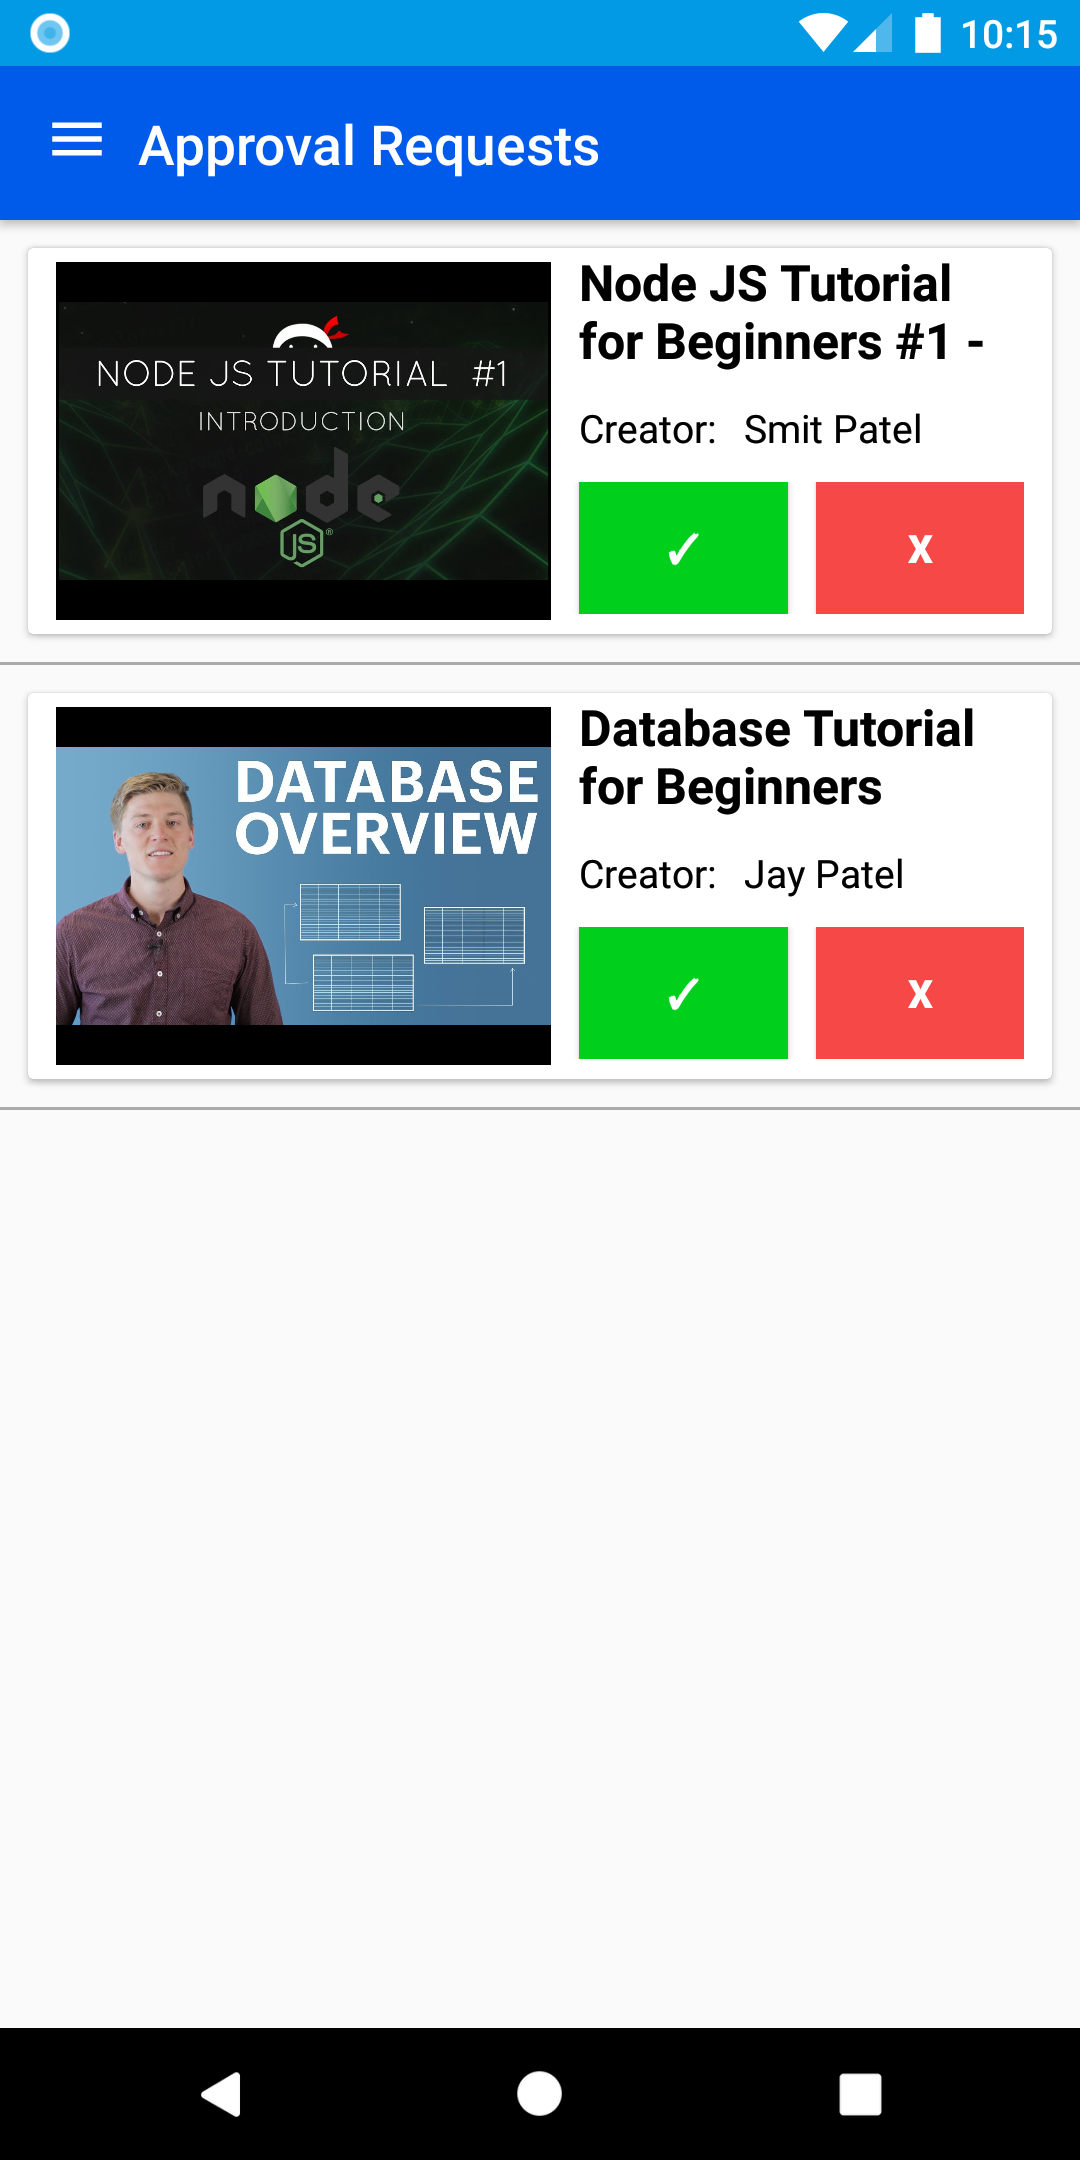 10:15
Approval Requests
NODE JS TUTORIAL #1
INTRODUCTION
node
JS
®
Node JS Tutorial
for Beginners #1 -
Creator: Smit Patel
✓ x
DATABASE
OVERVIEW
Database Tutorial
for Beginners
Creator: Jay Patel
✓ x